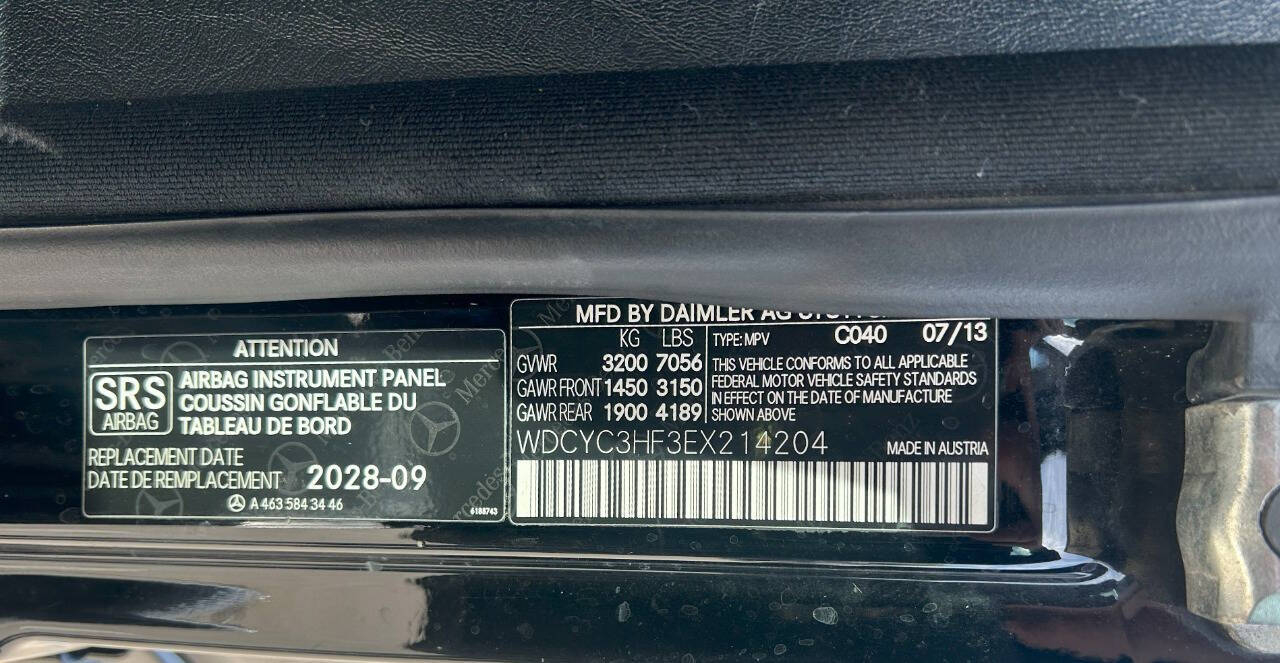 ATTENTION
SRS
AIRBAG
AIRBAG INSTRUMENT PANEL
COUSSIN GONFLABLE DU
TABLEAU DE BORD
REPLACEMENT DATE
DATE DE REMPLACEMENT 2028-09
A 463 584 34 46
6188743
MFD BY DAIMLER AG
KG LBS
GVWR 3200 7056
GAWR FRONT 1450 3150
GAWR REAR 1900 4189
TYPE: MPV C040 07/13
THIS VEHICLE CONFORMS TO ALL APPLICABLE
FEDERAL MOTOR VEHICLE SAFETY STANDARDS
IN EFFECT ON THE DATE OF MANUFACTURE
SHOWN ABOVE
WDCYC3HF3EX214204
MADE IN AUSTRIA